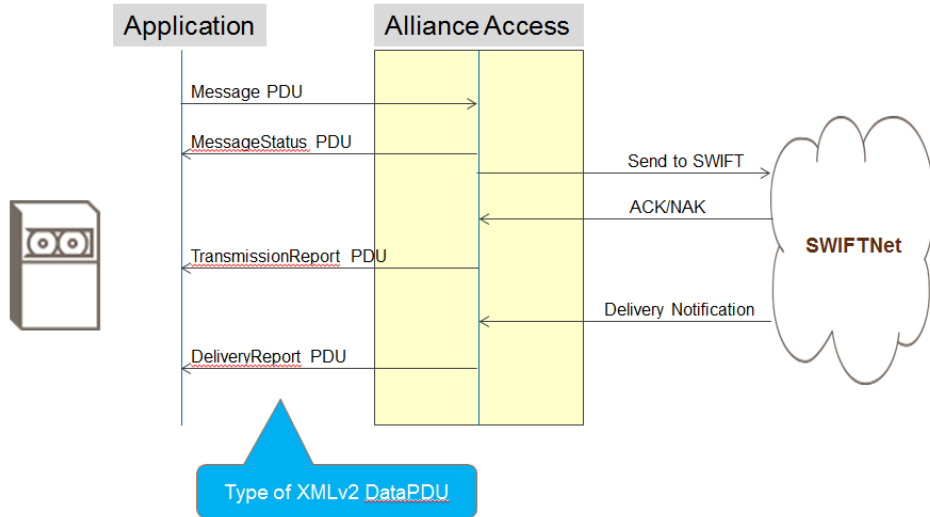 Application
Alliance Access
Message PDU
MessageStatus PDU
Send to SWIFT
ACK/NAK
SWIFTNet
TransmissionReport PDU
Delivery Notification
DeliveryReport PDU
Type of XMLv2 DataPDU